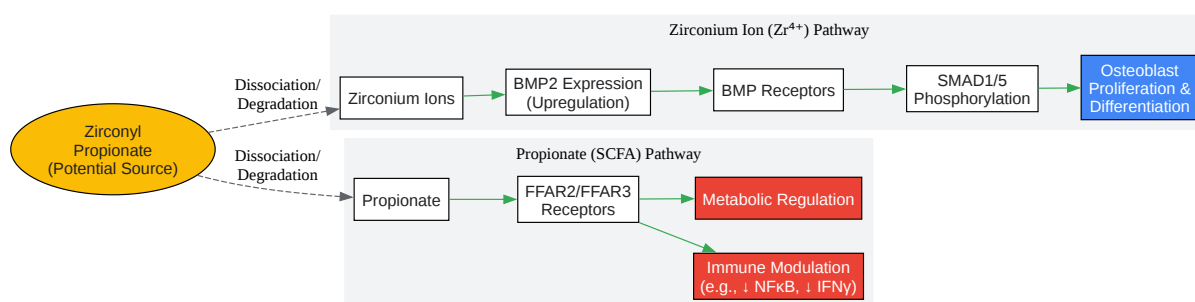 Zirconium Ion (Zr⁴⁺) Pathway
Dissociation/
Degradation
Zirconium Ions
BMP2 Expression
(Upregulation)
BMP Receptors
SMAD1/5
Phosphorylation
Osteoblast
Proliferation &
Differentiation
Zirconyl
Propionate
(Potential Source)
Dissociation/
Degradation
Propionate (SCFA) Pathway
Propionate
FFAR2/FFAR3
Receptors
Metabolic Regulation
Immune Modulation
(e.g., ↓ NFκB, ↓ IFNγ)